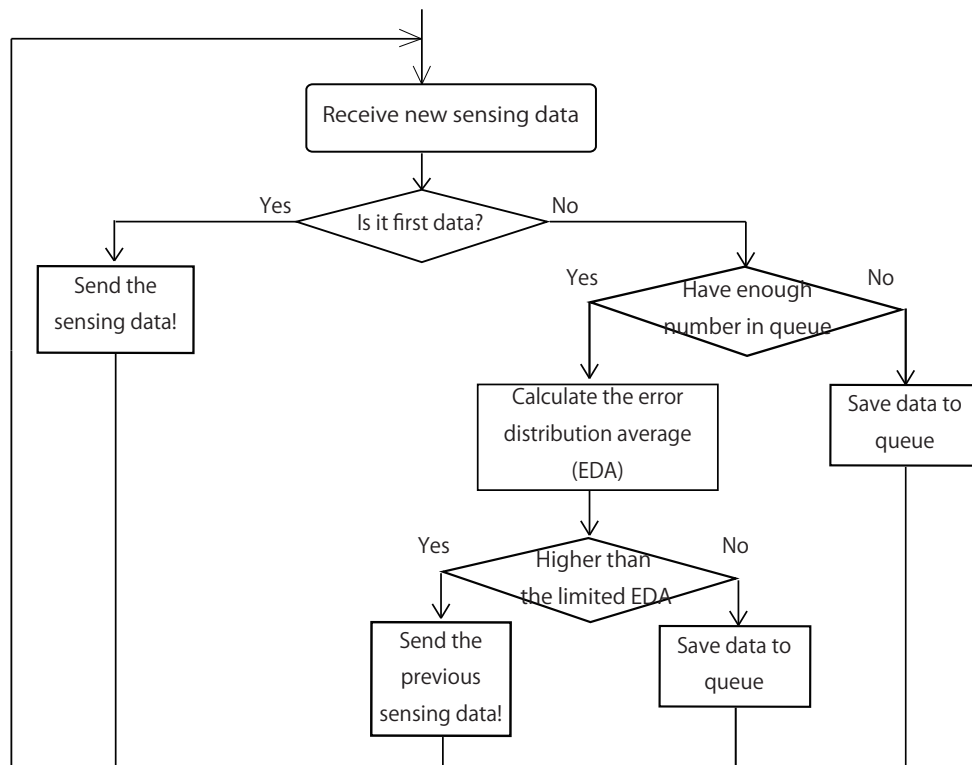 Receive new sensing data
Yes
Is it first data?
No
Send the
sensing data!
Yes
Have enough
number in queue
No
Calculate the error
distribution average
(EDA)
Save data to
queue
Yes
Higher than
the limited EDA
No
Send the
previous
sensing data!
Save data to
queue